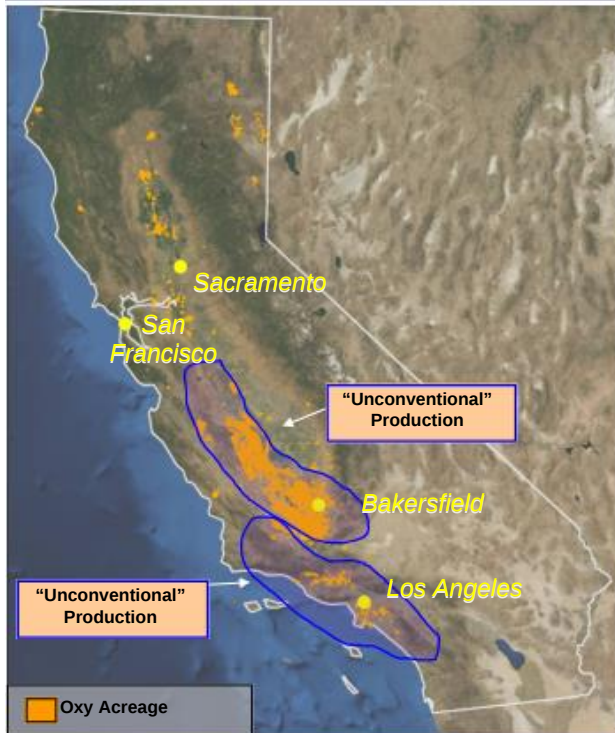 Sacramento
San
Francisco
“Unconventional”
Production
Bakersfield
Los Angeles
“Unconventional”
Production
Oxy Acreage